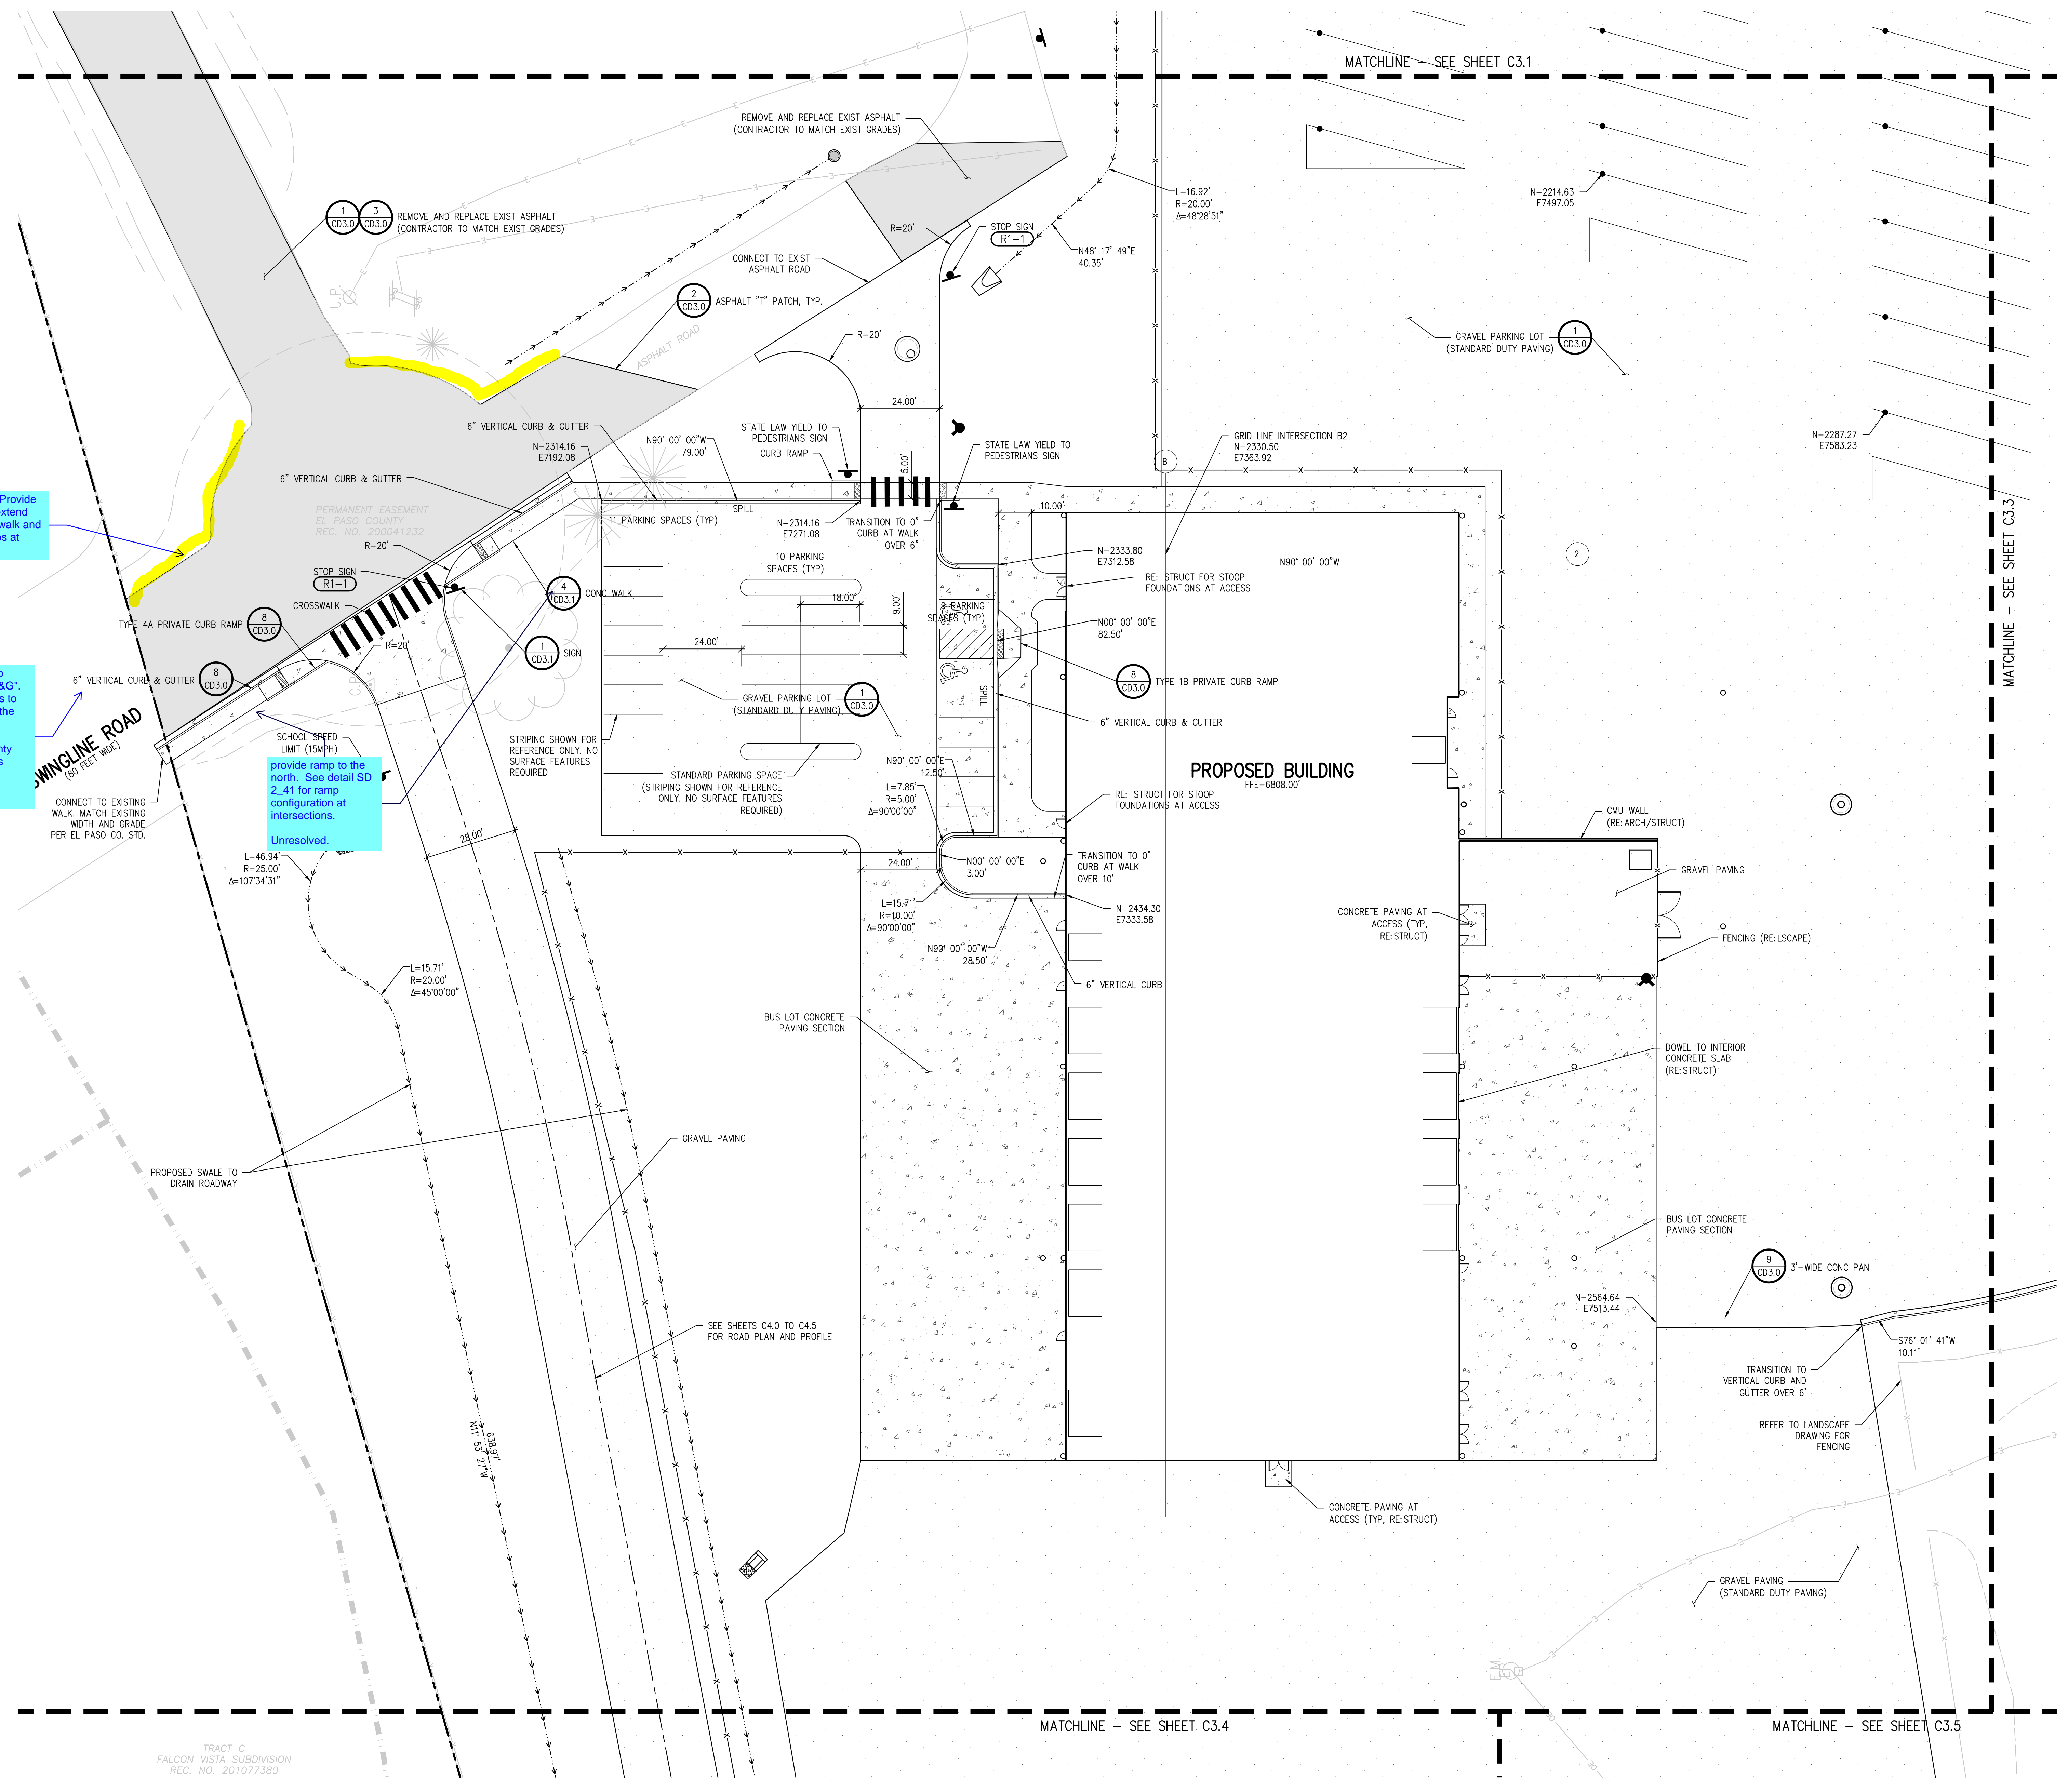 MATCHLINE – SEE SHEET C3.1
REMOVE AND REPLACE EXIST ASPHALT
(CONTRACTOR TO MATCH EXIST GRADES)
1
CD3.0
3
CD3.0
REMOVE AND REPLACE EXIST ASPHALT
(CONTRACTOR TO MATCH EXIST GRADES)
L=16.92'
R=20.00'
Δ=48°28'51"
N-2214.63
E7497.05
R=20'
STOP SIGN
R1-1
N48° 17' 49"E
40.35'
CONNECT TO EXIST
ASPHALT ROAD
U.P.
2
CD3.0
ASPHALT "T" PATCH, TYP.
ASPHALT ROAD
R=20'
GRAVEL PARKING LOT
(STANDARD DUTY PAVING)
1
CD3.0
24.00'
6" VERTICAL CURB & GUTTER
N-2314.16
E7192.08
N90° 00' 00"W
79.00'
STATE LAW YIELD TO
PEDESTRIANS SIGN
CURB RAMP
STATE LAW YIELD TO
PEDESTRIANS SIGN
5.00'
GRID LINE INTERSECTION B2
N-2330.50
E7363.92
B
N-2287.27
E7583.23
6" VERTICAL CURB & GUTTER
Provide
extend
walk and
ps at
PERMANENT EASEMENT
EL PASO COUNTY
REC. NO. 200041232
11 PARKING SPACES (TYP)
SPILL
N-2314.16
E7271.08
TRANSITION TO 0"
CURB AT WALK
OVER 6"
10.00'
R=20'
10 PARKING
SPACES (TYP)
N-2333.80
E7312.58
N90° 00' 00"W
2
MATCHLINE – SEE SHEET C3.3
STOP SIGN
R1-1
RE: STRUCT FOR STOOP
FOUNDATIONS AT ACCESS
4
CD3.1
CONC WALK
CROSSWALK
18.00'
9.00'
9 PARKING
SPACES (TYP)
TYPE 4A PRIVATE CURB RAMP
8
CD3.0
N00° 00' 00"E
82.50'
R=20'
24.00'
1
CD3.1
SIGN
o
&G".
s to
the
nty
s
6" VERTICAL CURB & GUTTER
8
CD3.0
8
CD3.0
TYPE 1B PRIVATE CURB RAMP
GRAVEL PARKING LOT
(STANDARD DUTY PAVING)
1
CD3.0
SPILL
6" VERTICAL CURB & GUTTER
SWINGLINE ROAD
(80 FEET WIDE)
SCHOOL SPEED
LIMIT (15MPH)
STRIPING SHOWN FOR
REFERENCE ONLY. NO
SURFACE FEATURES
REQUIRED
provide ramp to the
north. See detail SD
2_41 for ramp
configuration at
intersections.
Unresolved.
STANDARD PARKING SPACE
(STRIPING SHOWN FOR REFERENCE
ONLY. NO SURFACE FEATURES
REQUIRED)
N90° 00' 00"E
12.50'
L=7.85'
R=5.00'
Δ=90°00'00"
PROPOSED BUILDING
FFE=6808.00'
RE: STRUCT FOR STOOP
FOUNDATIONS AT ACCESS
CONNECT TO EXISTING
WALK. MATCH EXISTING
WIDTH AND GRADE
PER EL PASO CO. STD.
CMU WALL
(RE: ARCH/STRUCT)
28.00'
L=46.94'
R=25.00'
Δ=107°34'31"
24.00'
N00° 00' 00"E
3.00'
TRANSITION TO 0"
CURB AT WALK
OVER 10'
GRAVEL PAVING
L=15.71'
R=10.00'
Δ=90°00'00"
N-2434.30
E7333.58
CONCRETE PAVING AT
ACCESS (TYP,
RE: STRUCT)
FENCING (RE: LSCAPE)
N90° 00' 00"W
28.50'
L=15.71'
R=20.00'
Δ=45°00'00"
6" VERTICAL CURB
BUS LOT CONCRETE
PAVING SECTION
DOWEL TO INTERIOR
CONCRETE SLAB
(RE: STRUCT)
GRAVEL PAVING
PROPOSED SWALE TO
DRAIN ROADWAY
BUS LOT CONCRETE
PAVING SECTION
9
CD3.0
3'-WIDE CONC PAN
N-2564.64
E7513.44
SEE SHEETS C4.0 TO C4.5
FOR ROAD PLAN AND PROFILE
S76° 01' 41"W
10.11'
TRANSITION TO
VERTICAL CURB AND
GUTTER OVER 6'
638.97'
N11° 53' 27"W
REFER TO LANDSCAPE
DRAWING FOR
FENCING
CONCRETE PAVING AT
ACCESS (TYP, RE: STRUCT)
GRAVEL PAVING
(STANDARD DUTY PAVING)
MATCHLINE – SEE SHEET C3.4
MATCHLINE – SEE SHEET C3.5
TRACT C
FALCON VISTA SUBDIVISION
REC. NO. 201077380